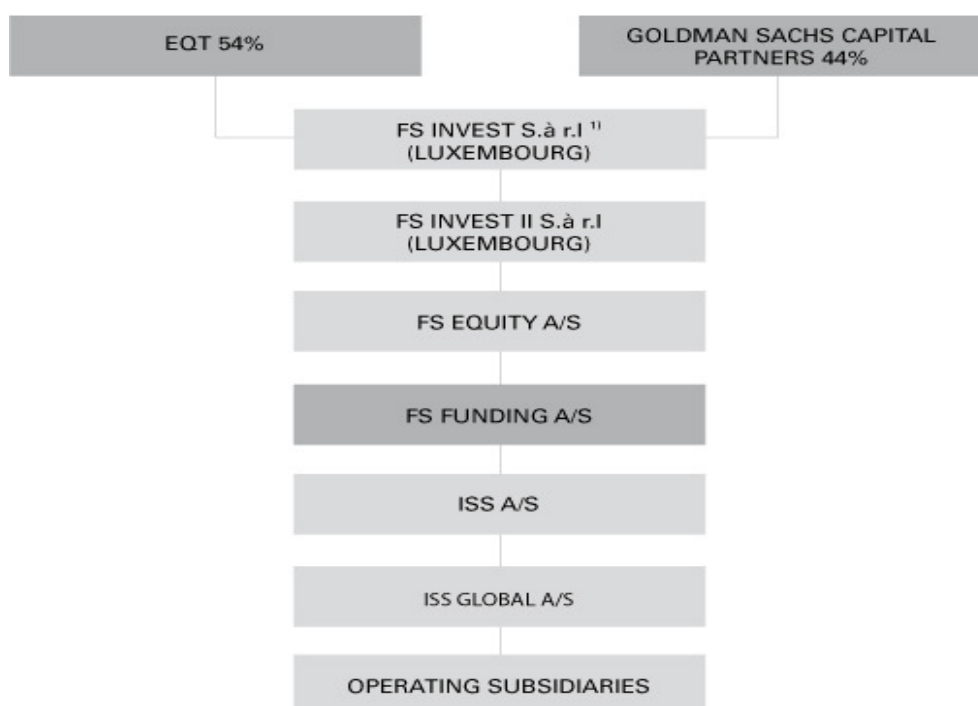 EQT 54%
GOLDMAN SACHS CAPITAL
PARTNERS 44%
FS INVEST S.à r.l ¹⁾
(LUXEMBOURG)
FS INVEST II S.à r.l
(LUXEMBOURG)
FS EQUITY A/S
FS FUNDING A/S
ISS A/S
ISS GLOBAL A/S
OPERATING SUBSIDIARIES